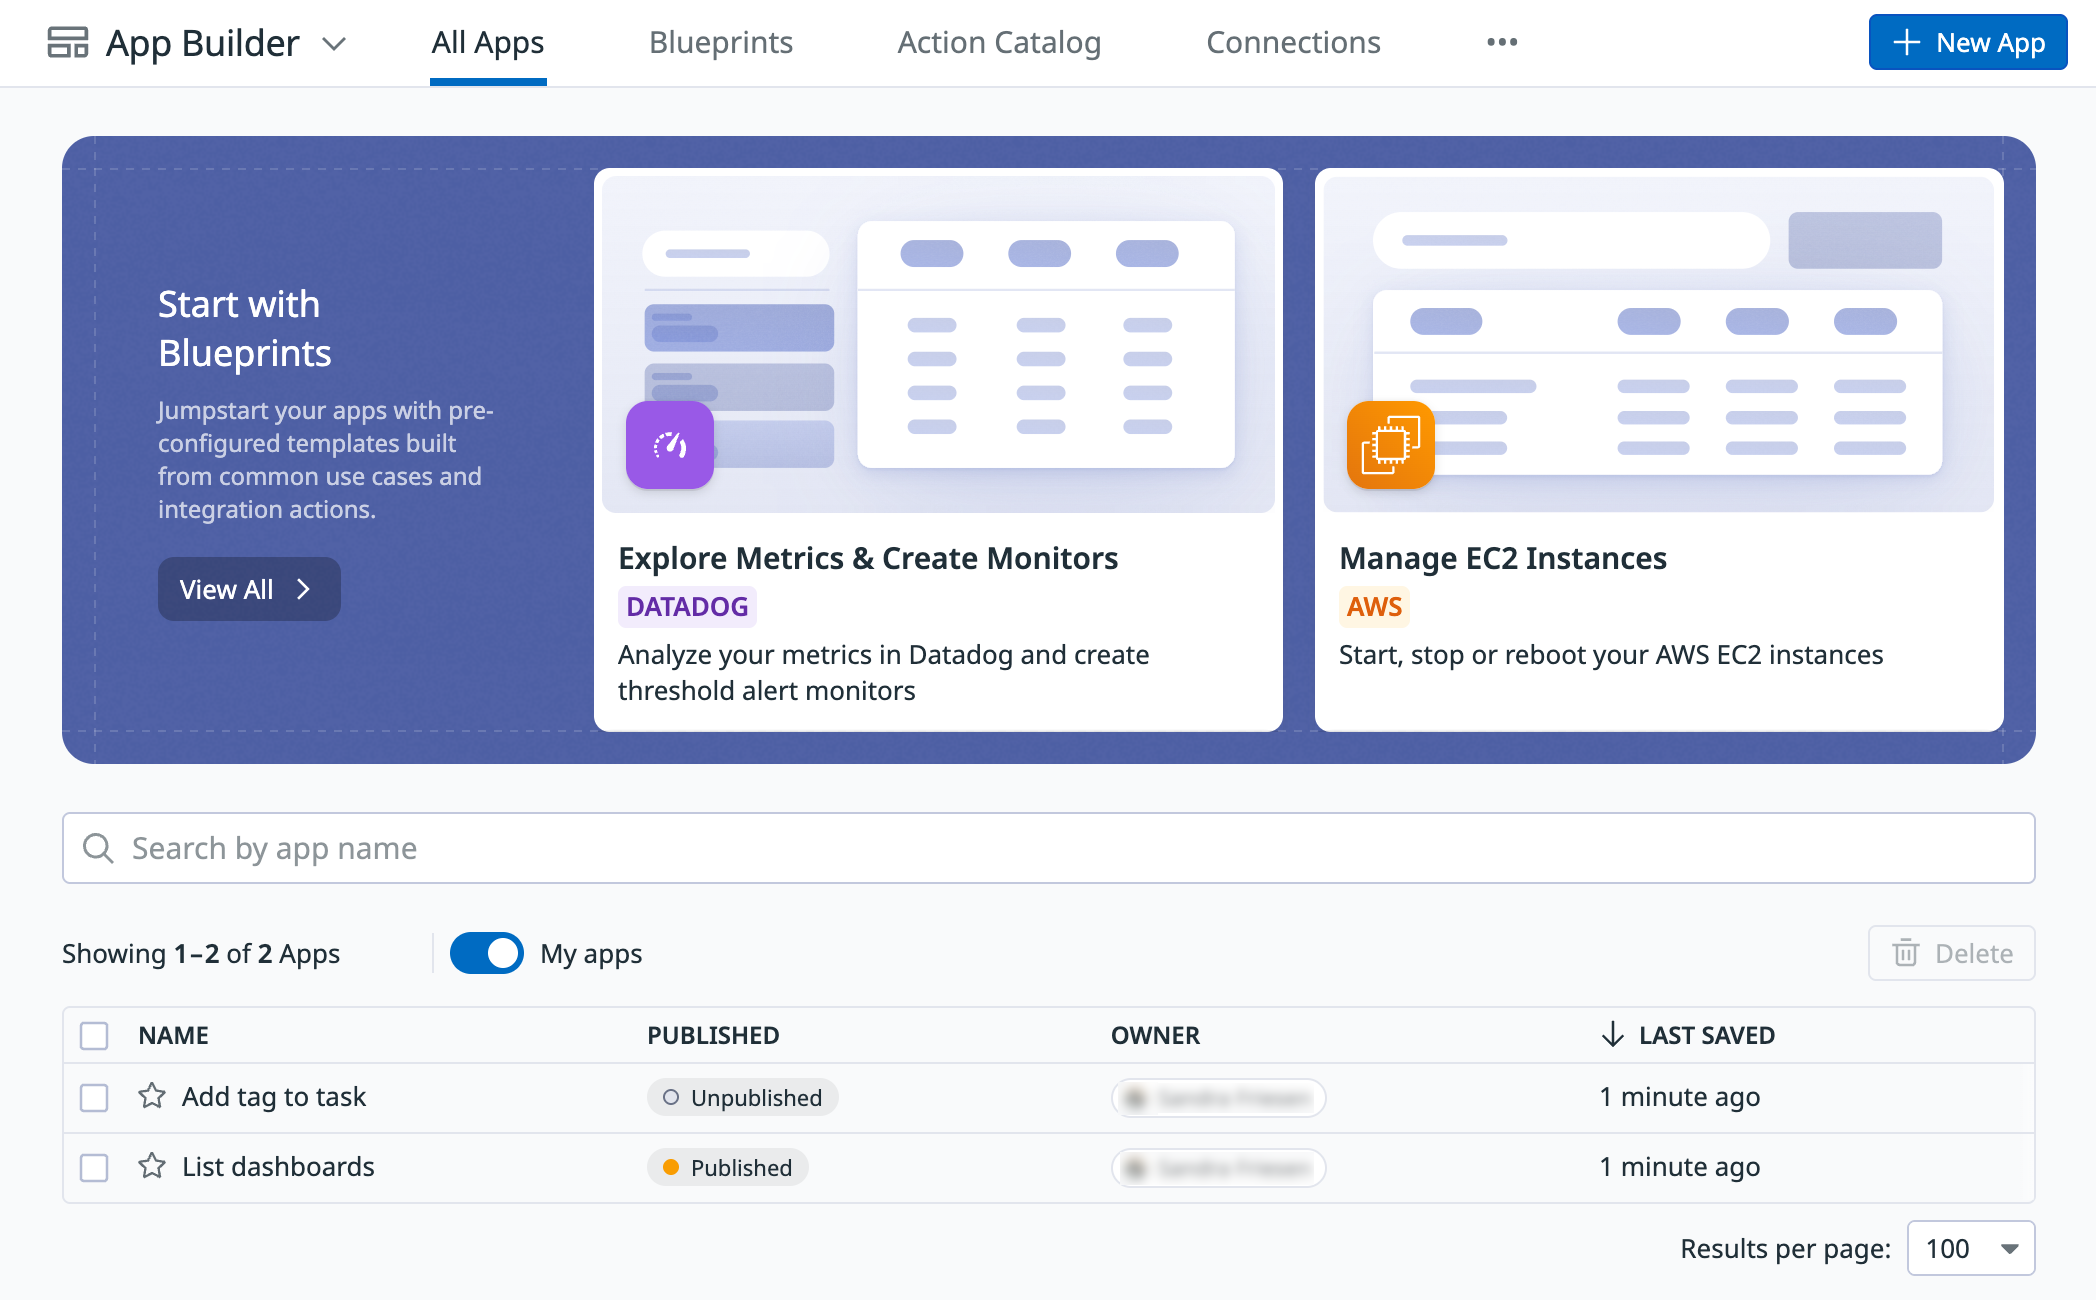 App Builder
All Apps
Blueprints
Action Catalog
Connections
New App
Start with
Blueprints
Jumpstart your apps with pre-
configured templates built
from common use cases and
integration actions.
View All
Explore Metrics & Create Monitors
DATADOG
Analyze your metrics in Datadog and create
threshold alert monitors
Manage EC2 Instances
AWS
Start, stop or reboot your AWS EC2 instances
Search by app name
Showing 1–2 of 2 Apps
My apps
Delete
NAME PUBLISHED OWNER LAST SAVED
Add tag to task Unpublished 1 minute ago
List dashboards Published 1 minute ago
Results per page: 100